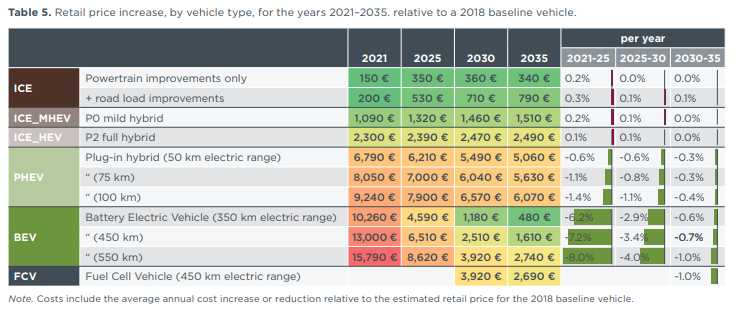 Table 5. Retail price increase, by vehicle type, for the years 2021–2035. relative to a 2018 baseline vehicle.
per year
2021 2025 2030 2035 2021-25 2025-30 2030-35
ICE Powertrain improvements only 150 € 350 € 360 € 340 € 0.2% 0.0% 0.0%
+ road load improvements 200 € 530 € 710 € 790 € 0.3% 0.1% 0.1%
ICE_MHEV P0 mild hybrid 1,090 € 1,320 € 1,460 € 1,510 € 0.2% 0.1% 0.0%
ICE_HEV P2 full hybrid 2,300 € 2,390 € 2,470 € 2,490 € 0.1% 0.1% 0.0%
PHEV Plug-in hybrid (50 km electric range) 6,790 € 6,210 € 5,490 € 5,060 € -0.6% -0.6% -0.3%
“ (75 km) 8,050 € 7,000 € 6,040 € 5,630 € -1.1% -0.8% -0.3%
“ (100 km) 9,240 € 7,900 € 6,570 € 6,070 € -1.4% -1.1% -0.4%
BEV Battery Electric Vehicle (350 km electric range) 10,260 € 4,590 € 1,180 € 480 € -6.2% -2.9% -0.6%
“ (450 km) 13,000 € 6,510 € 2,510 € 1,610 € -7.2% -3.4% -0.7%
“ (550 km) 15,790 € 8,620 € 3,920 € 2,740 € -8.0% -4.0% -1.0%
FCV Fuel Cell Vehicle (450 km electric range) 3,920 € 2,690 € -1.0%
Note. Costs include the average annual cost increase or reduction relative to the estimated retail price for the 2018 baseline vehicle.